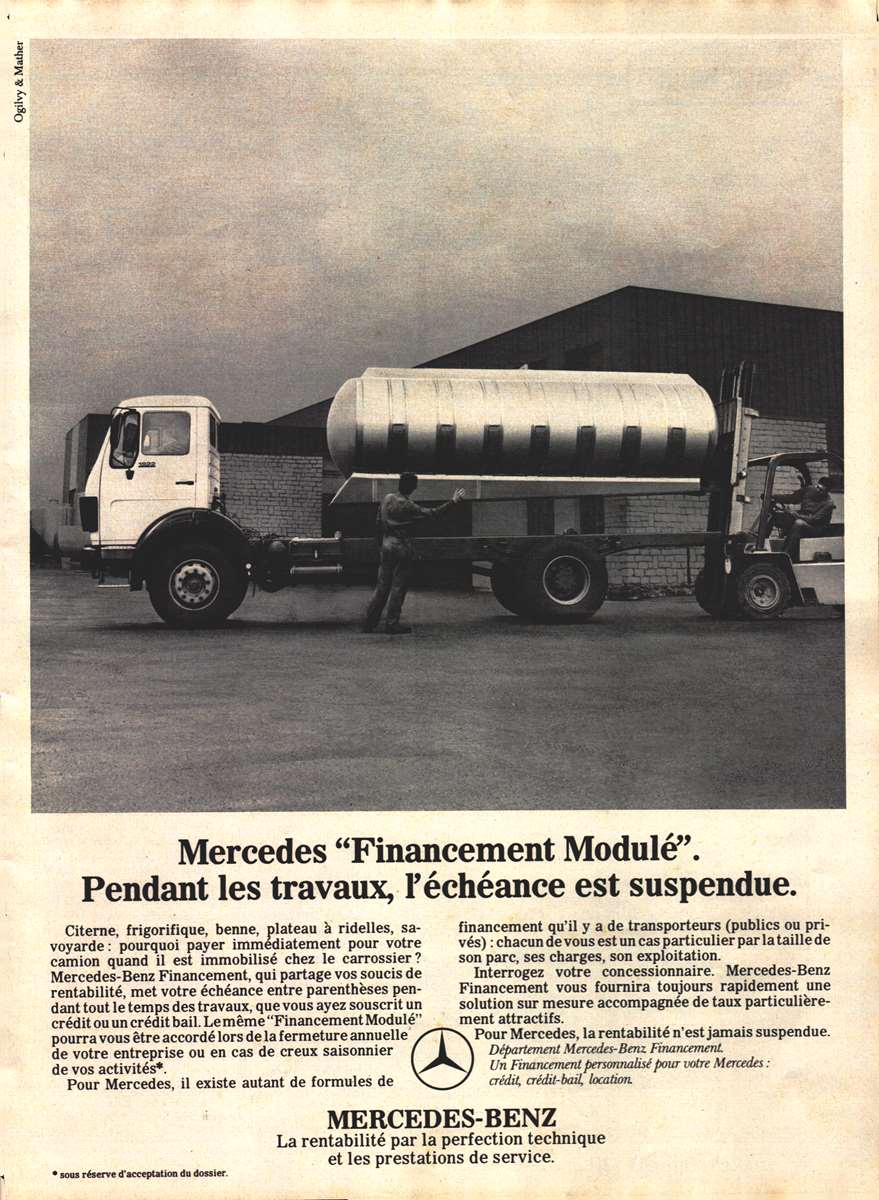 Ogilvy & Mather
1922
Mercedes “Financement Modulé”.
Pendant les travaux, l’échéance est suspendue.
Citerne, frigorifique, benne, plateau à ridelles, sa-
voyarde : pourquoi payer immédiatement pour votre
camion quand il est immobilisé chez le carrossier ?
Mercedes-Benz Financement, qui partage vos soucis de
rentabilité, met votre échéance entre parenthèses pen-
dant tout le temps des travaux, que vous ayez souscrit un
crédit ou un crédit bail. Le même “Financement Modulé”
pourra vous être accordé lors de la fermeture annuelle
de votre entreprise ou en cas de creux saisonnier
de vos activités*.
Pour Mercedes, il existe autant de formules de
financement qu’il y a de transporteurs (publics ou pri-
vés) : chacun de vous est un cas particulier par la taille de
son parc, ses charges, son exploitation.
Interrogez votre concessionnaire. Mercedes-Benz
Financement vous fournira toujours rapidement une
solution sur mesure accompagnée de taux particulière-
ment attractifs.
Pour Mercedes, la rentabilité n’est jamais suspendue.
Département Mercedes-Benz Financement.
Un Financement personnalisé pour votre Mercedes :
crédit, crédit-bail, location.
MERCEDES-BENZ
La rentabilité par la perfection technique
et les prestations de service.
* sous réserve d’acceptation du dossier.